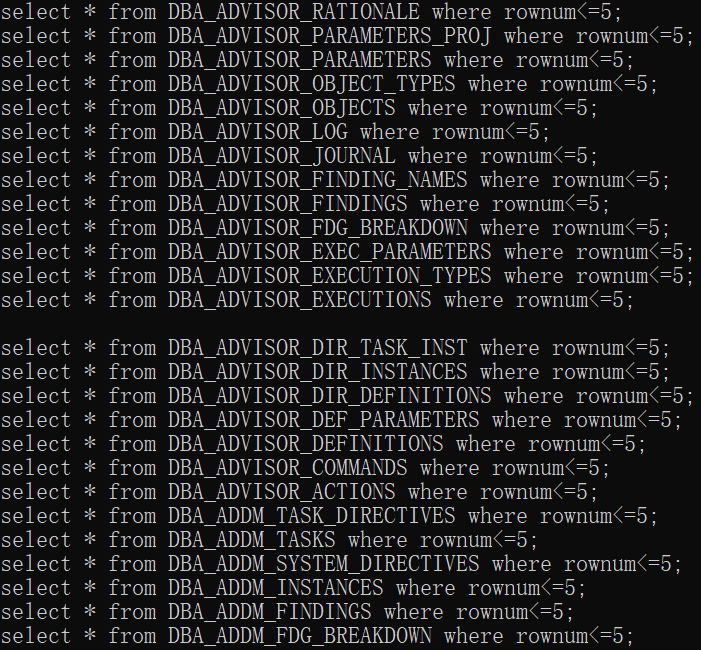 select * from DBA_ADVISOR_RATIONALE where rownum<=5;
select * from DBA_ADVISOR_PARAMETERS_PROJ where rownum<=5;
select * from DBA_ADVISOR_PARAMETERS where rownum<=5;
select * from DBA_ADVISOR_OBJECT_TYPES where rownum<=5;
select * from DBA_ADVISOR_OBJECTS where rownum<=5;
select * from DBA_ADVISOR_LOG where rownum<=5;
select * from DBA_ADVISOR_JOURNAL where rownum<=5;
select * from DBA_ADVISOR_FINDING_NAMES where rownum<=5;
select * from DBA_ADVISOR_FINDINGS where rownum<=5;
select * from DBA_ADVISOR_FDG_BREAKDOWN where rownum<=5;
select * from DBA_ADVISOR_EXEC_PARAMETERS where rownum<=5;
select * from DBA_ADVISOR_EXECUTION_TYPES where rownum<=5;
select * from DBA_ADVISOR_EXECUTIONS where rownum<=5;

select * from DBA_ADVISOR_DIR_TASK_INST where rownum<=5;
select * from DBA_ADVISOR_DIR_INSTANCES where rownum<=5;
select * from DBA_ADVISOR_DIR_DEFINITIONS where rownum<=5;
select * from DBA_ADVISOR_DEF_PARAMETERS where rownum<=5;
select * from DBA_ADVISOR_DEFINITIONS where rownum<=5;
select * from DBA_ADVISOR_COMMANDS where rownum<=5;
select * from DBA_ADVISOR_ACTIONS where rownum<=5;
select * from DBA_ADDM_TASK_DIRECTIVES where rownum<=5;
select * from DBA_ADDM_TASKS where rownum<=5;
select * from DBA_ADDM_SYSTEM_DIRECTIVES where rownum<=5;
select * from DBA_ADDM_INSTANCES where rownum<=5;
select * from DBA_ADDM_FINDINGS where rownum<=5;
select * from DBA_ADDM_FDG_BREAKDOWN where rownum<=5;